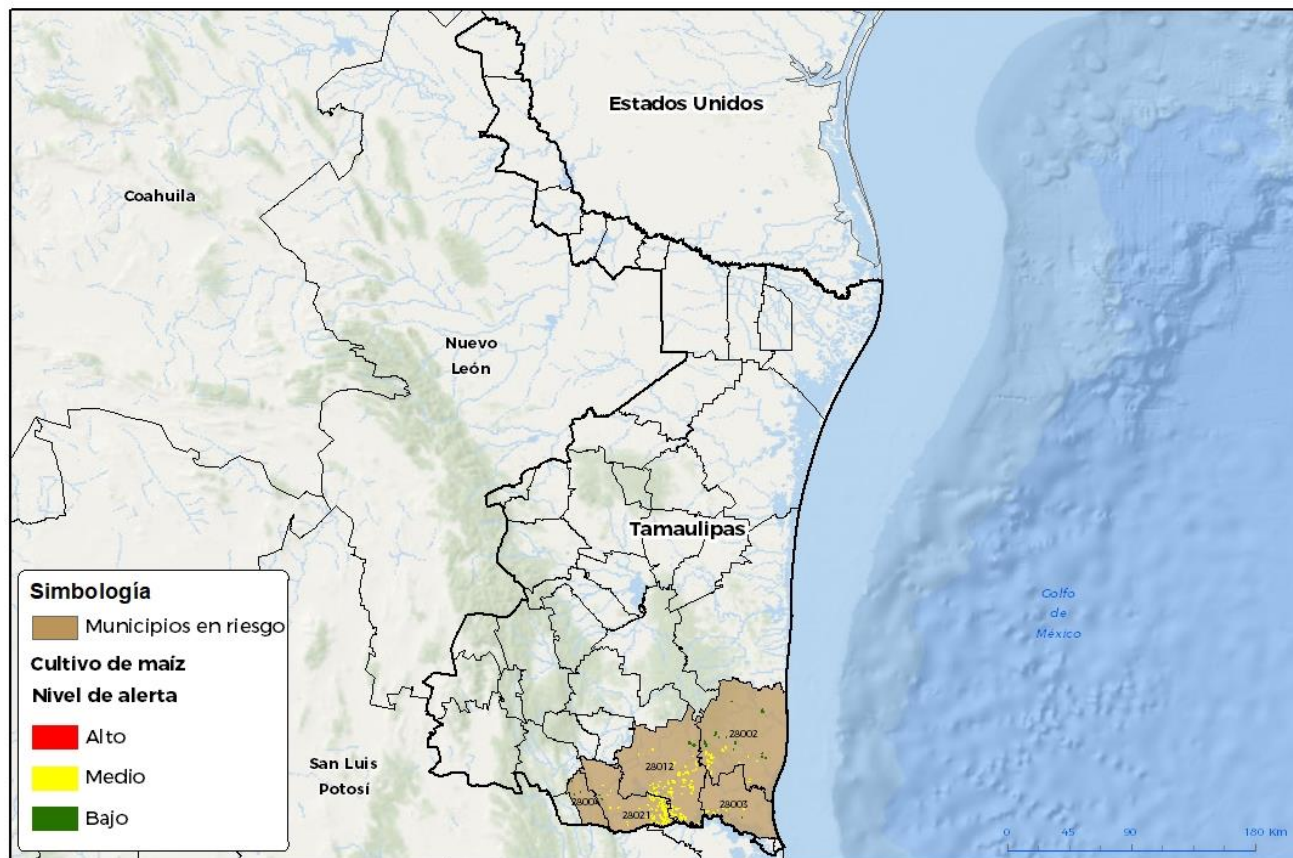 Estados Unidos
Coahuila
Nuevo
León
Tamaulipas
Golfo
de
México
San Luis
Potosí
28002
28012
28004
28021
28003
Simbología
Municipios en riesgo
Cultivo de maíz
Nivel de alerta
Alto
Medio
Bajo
0 45 90 180 Km